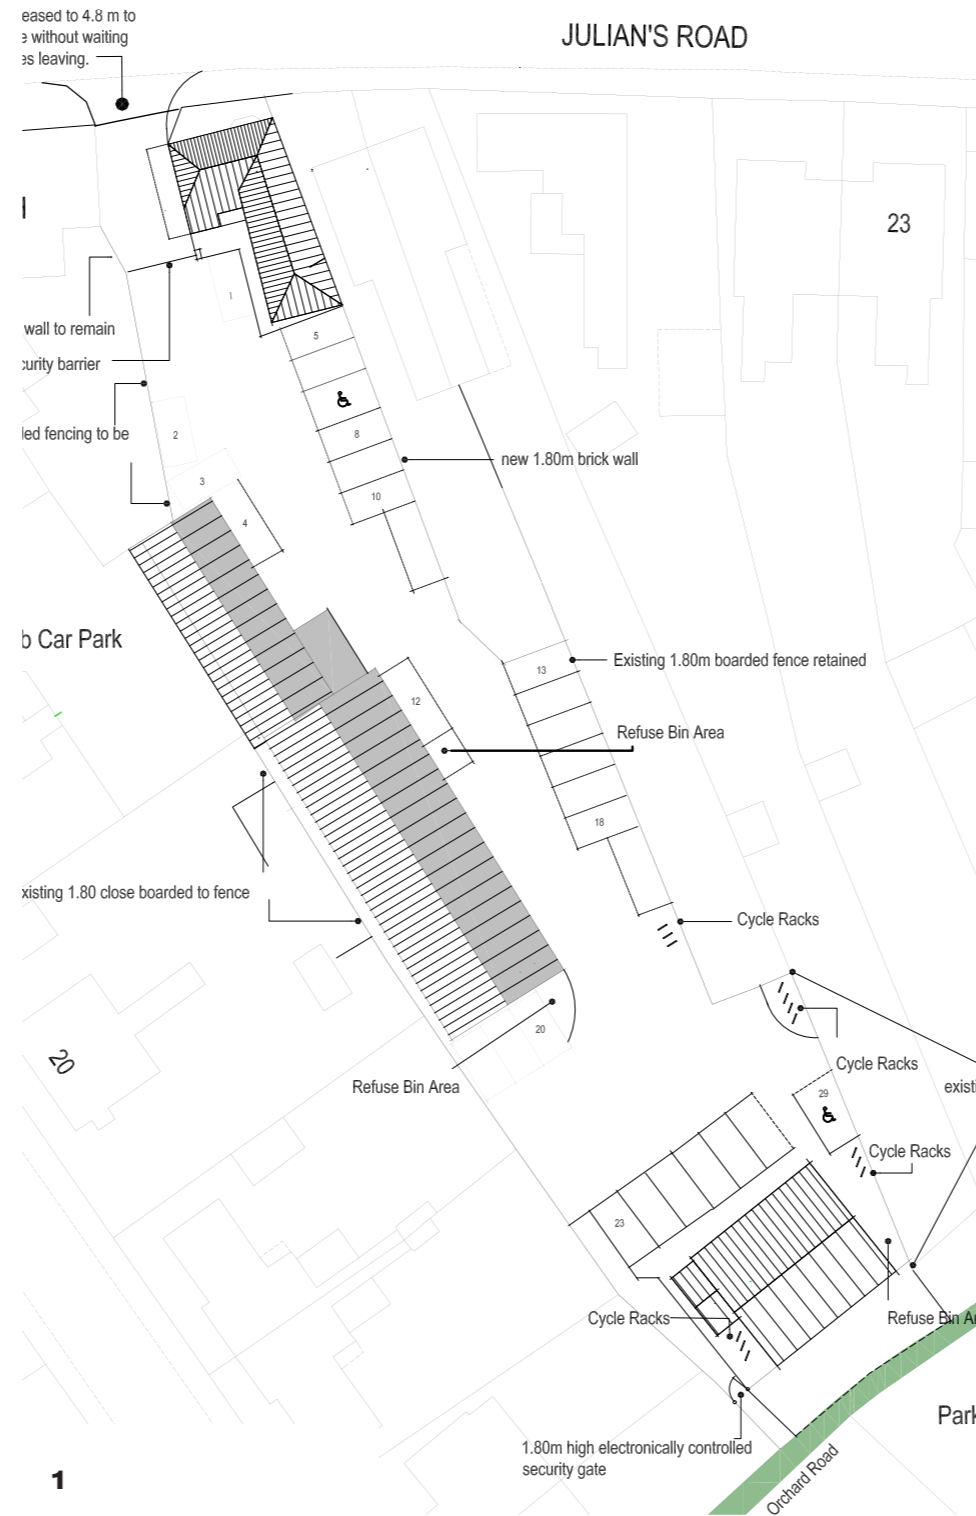 eased to 4.8 m to
e without waiting
es leaving.
JULIAN'S ROAD
23
1
wall to remain
curity barrier
5
2
led fencing to be
8
new 1.80m brick wall
3
10
4
b Car Park
13
Existing 1.80m boarded fence retained
12
Refuse Bin Area
18
xisting 1.80 close boarded to fence
Cycle Racks
20
20
Refuse Bin Area
Cycle Racks
existi
29
Cycle Racks
23
Cycle Racks
Refuse Bin Ar
Park
1.80m high electronically controlled
security gate
Orchard Road
1